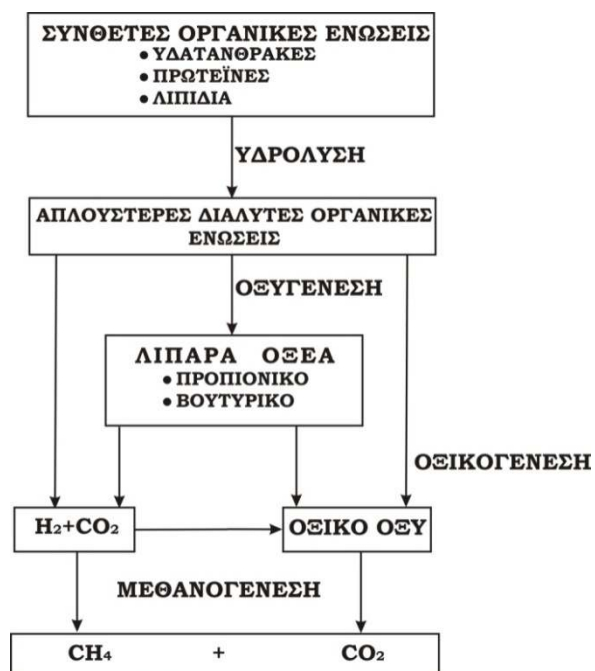 ΣΥΝΘΕΤΕΣ ΟΡΓΑΝΙΚΕΣ ΕΝΩΣΕΙΣ
● ΥΔΑΤΑΝΘΡΑΚΕΣ
● ΠΡΩΤΕΪΝΕΣ
● ΛΙΠΙΔΙΑ
ΥΔΡΟΛΥΣΗ
ΑΠΛΟΥΣΤΕΡΕΣ ΔΙΑΛΥΤΕΣ ΟΡΓΑΝΙΚΕΣ
ΕΝΩΣΕΙΣ
ΟΞΥΓΕΝΕΣΗ
ΛΙΠΑΡΑ ΟΞΕΑ
● ΠΡΟΠΙΟΝΙΚΟ
● ΒΟΥΤΥΡΙΚΟ
ΟΞΙΚΟΓΕΝΕΣΗ
H₂+CO₂
ΟΞΙΚΟ ΟΞΥ
ΜΕΘΑΝΟΓΕΝΕΣΗ
CH₄ + CO₂